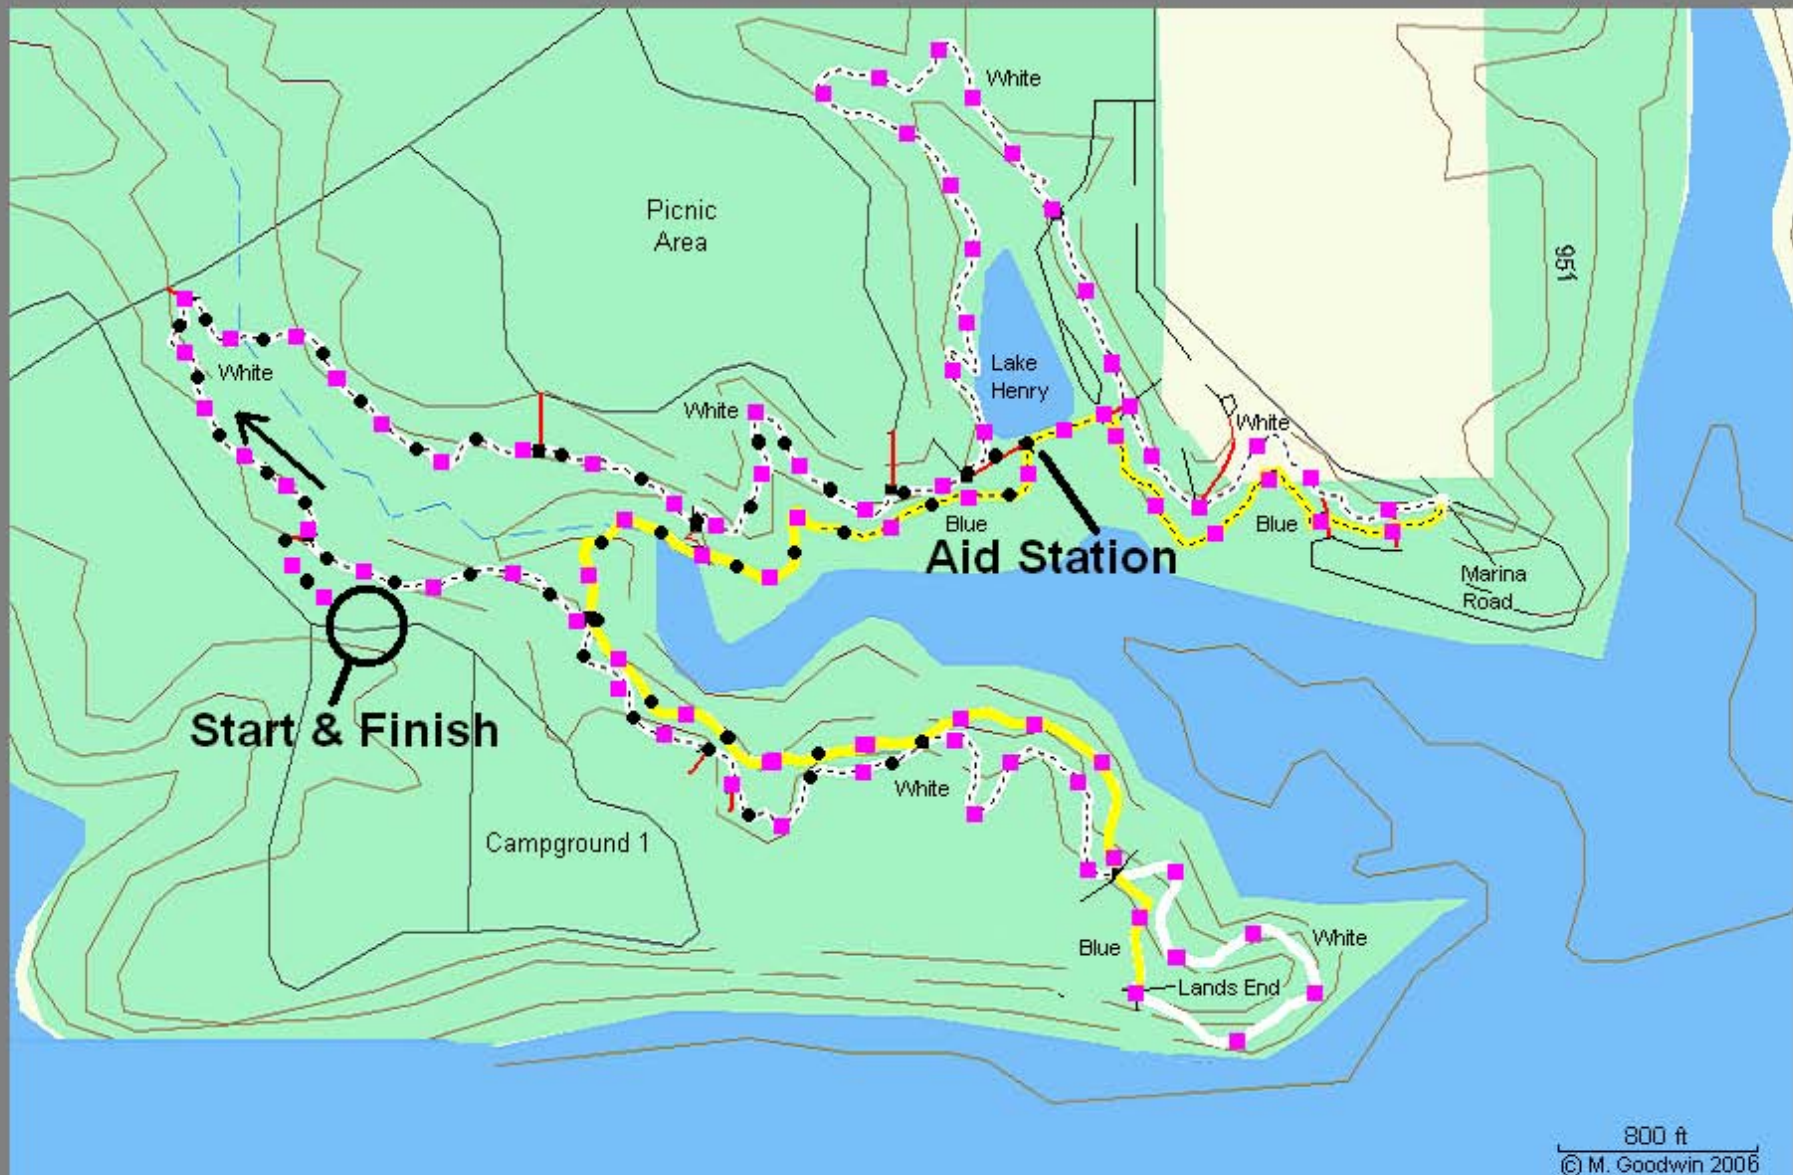 White
Picnic
Area
951
White
Lake
Henry
White
White
Blue
Blue
Aid Station
Marina
Road
Start & Finish
White
Campground 1
White
Blue
Lands End
800 ft
© M. Goodwin 2006